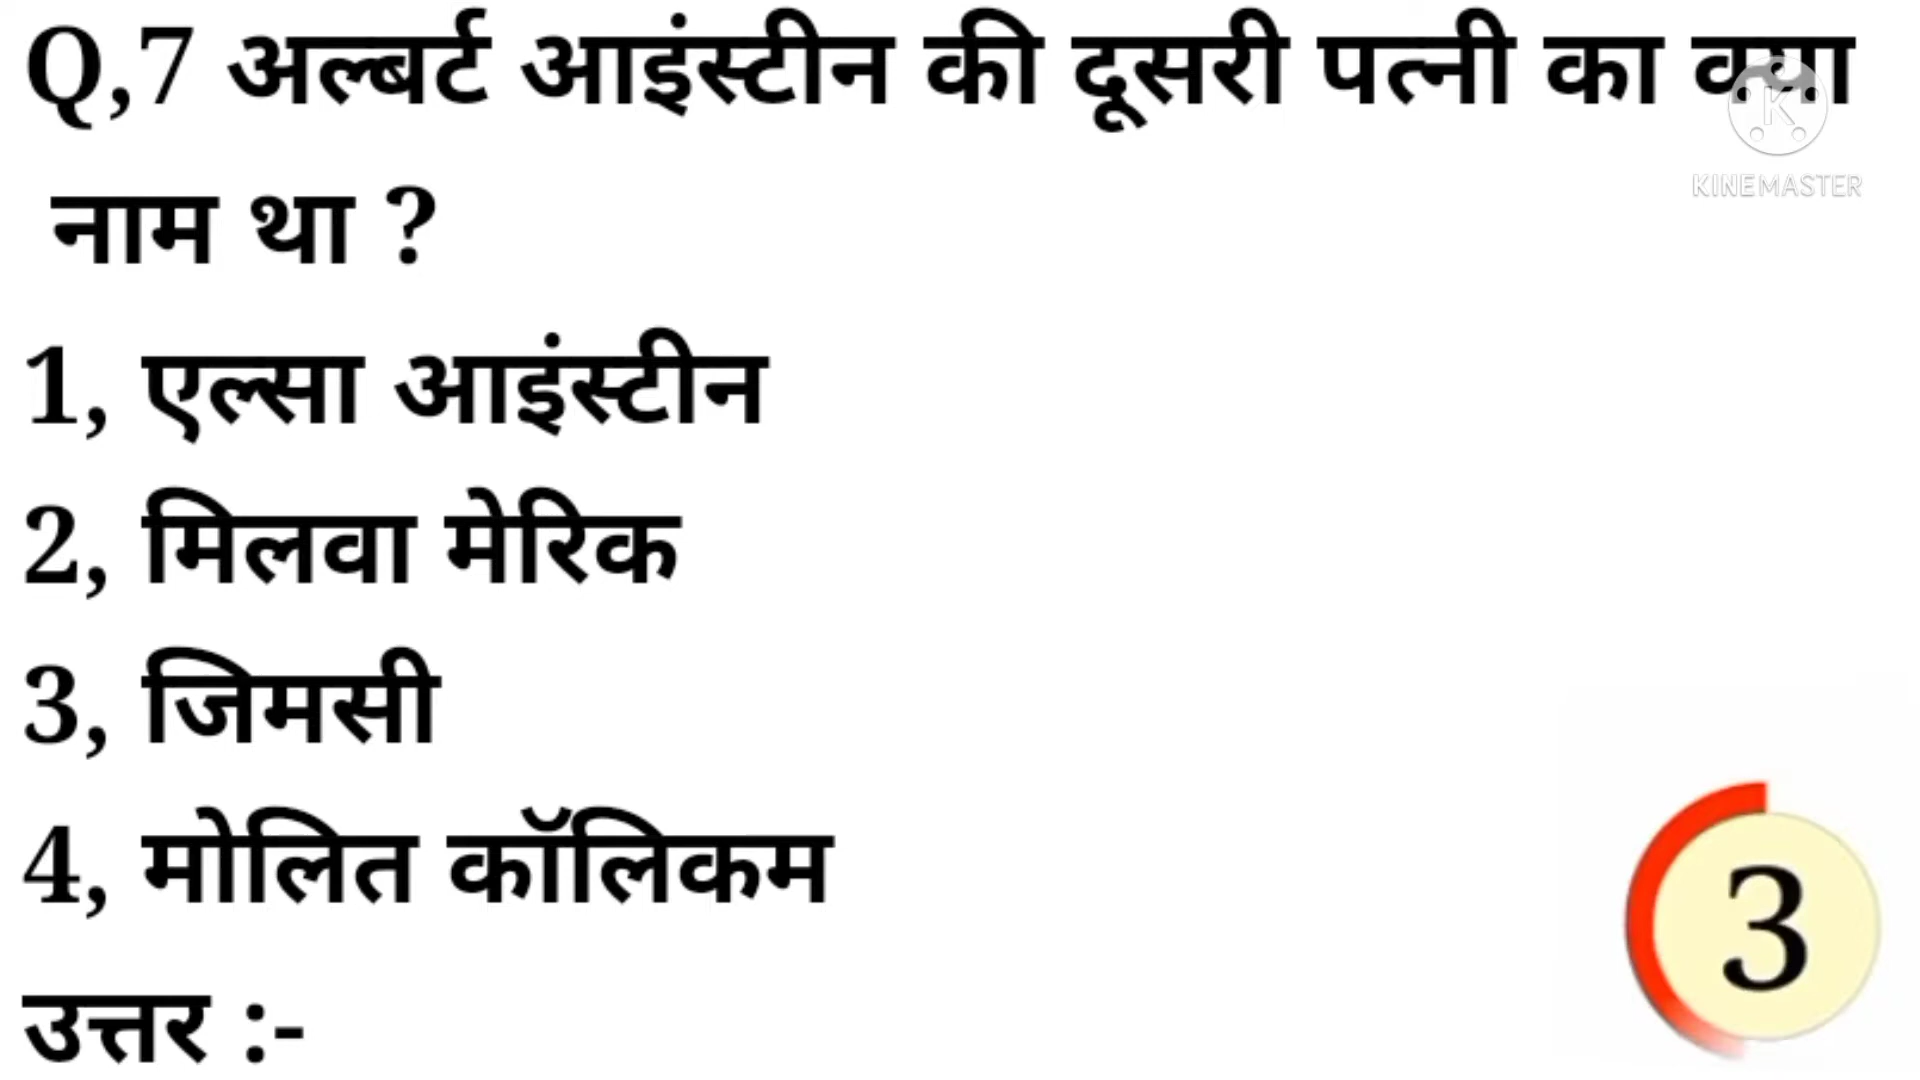 Q,7 अल्बर्ट आइंस्टीन की दूसरी पत्नी का क्या
नाम था ?
1, एल्सा आइंस्टीन
2, मिलवा मेरिक
3, जिमसी
4, मोलित कॉलिकम
उत्तर :-
K
KINEMASTER
3